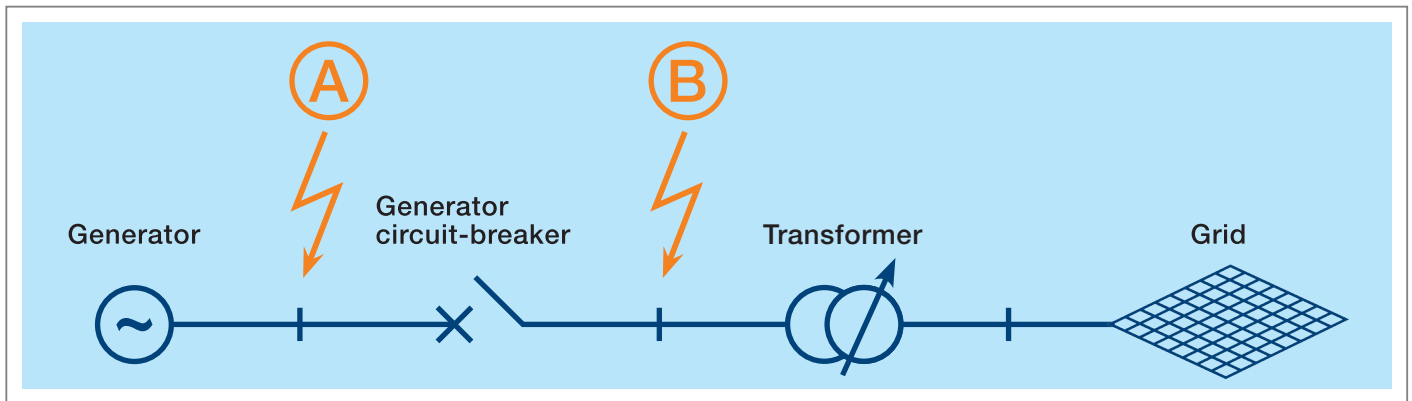 A
B
Generator
Generator
circuit-breaker
Transformer
Grid
~